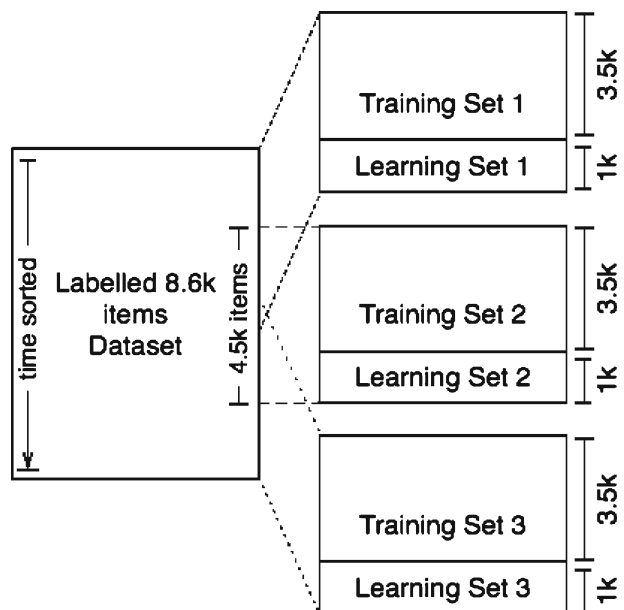 time sorted
Labelled 8.6k
items
Dataset
4.5k items
Training Set 1
3.5k
Learning Set 1
1k
Training Set 2
3.5k
Learning Set 2
1k
Training Set 3
3.5k
Learning Set 3
1k